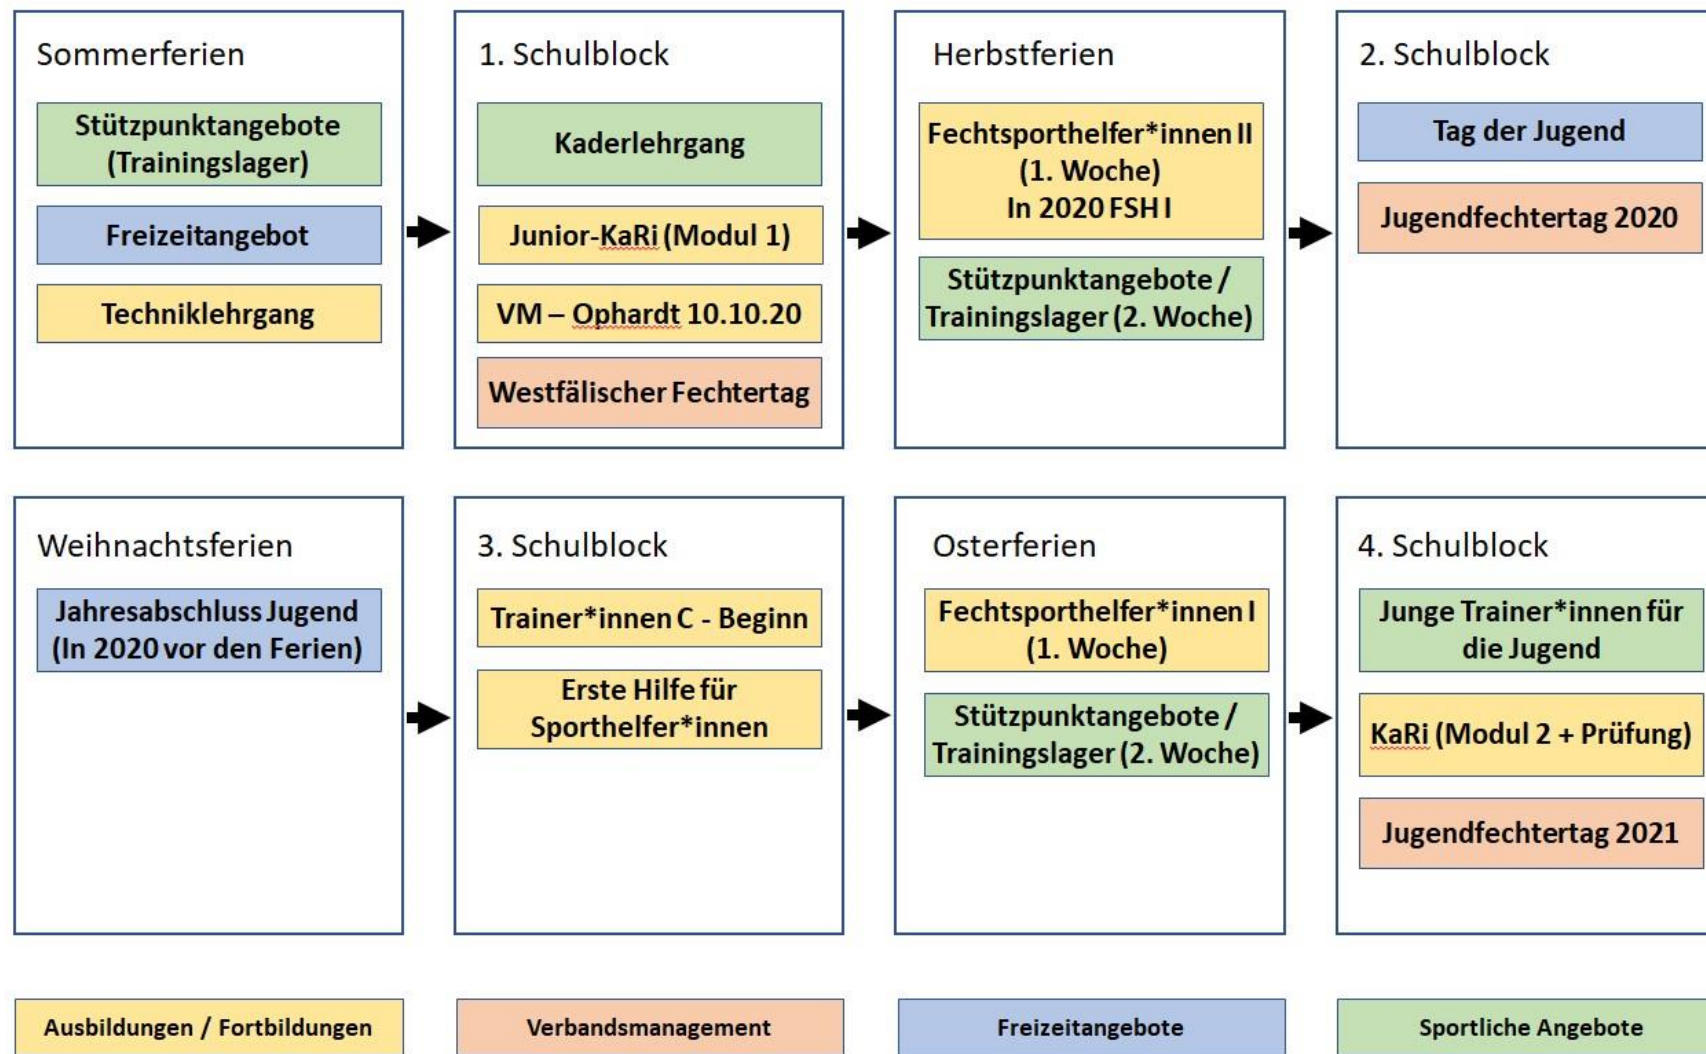 Sommerferien
Stützpunktangebote
(Trainingslager)
Freizeitangebot
Techniklehrgang
1. Schulblock
Kaderlehrgang
Junior-KaRi (Modul 1)
VM – Ophardt 10.10.20
Westfälischer Fechtertag
Herbstferien
Fechtsporthelfer*innen II
(1. Woche)
In 2020 FSH I
Stützpunktangebote /
Trainingslager (2. Woche)
2. Schulblock
Tag der Jugend
Jugendfechtertag 2020
Weihnachtsferien
Jahresabschluss Jugend
(In 2020 vor den Ferien)
3. Schulblock
Trainer*innen C - Beginn
Erste Hilfe für
Sporthelfer*innen
Osterferien
Fechtsporthelfer*innen I
(1. Woche)
Stützpunktangebote /
Trainingslager (2. Woche)
4. Schulblock
Junge Trainer*innen für
die Jugend
KaRi (Modul 2 + Prüfung)
Jugendfechtertag 2021
Ausbildungen / Fortbildungen
Verbandsmanagement
Freizeitangebote
Sportliche Angebote